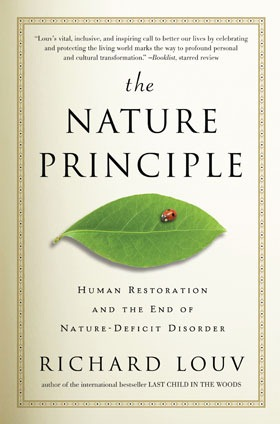 “Louv’s vital, inclusive, and inspiring call to better our lives by celebrating
and protecting the living world marks the way to profound personal
and cultural transformation.” —Booklist, starred review
the
NATURE
PRINCIPLE
HUMAN RESTORATION
AND THE END OF
NATURE-DEFICIT DISORDER
RICHARD LOUV
author of the international bestseller LAST CHILD IN THE WOODS